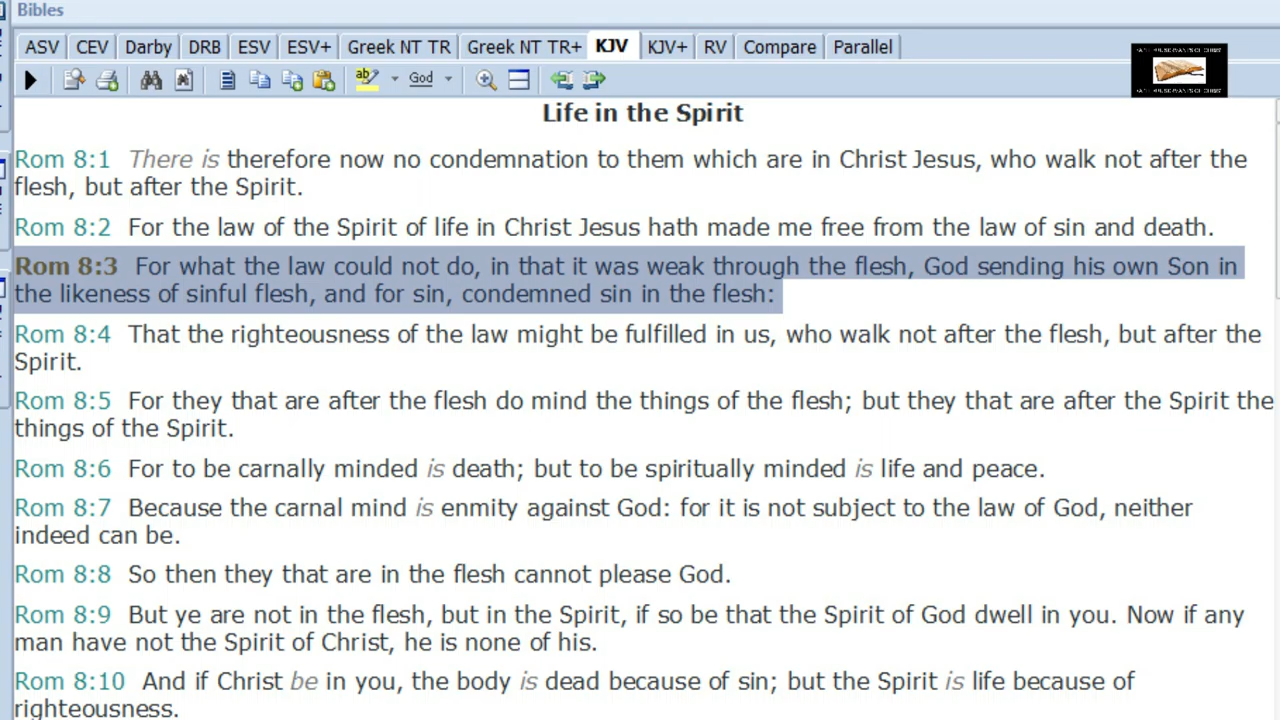 Bibles
ASV CEV Darby DRB ESV ESV+ Greek NT TR Greek NT TR+ KJV KJV+ RV Compare Parallel
ab God
Life in the Spirit
Rom 8:1 There is therefore now no condemnation to them which are in Christ Jesus, who walk not after the
flesh, but after the Spirit.
Rom 8:2 For the law of the Spirit of life in Christ Jesus hath made me free from the law of sin and death.
Rom 8:3 For what the law could not do, in that it was weak through the flesh, God sending his own Son in
the likeness of sinful flesh, and for sin, condemned sin in the flesh:
Rom 8:4 That the righteousness of the law might be fulfilled in us, who walk not after the flesh, but after the
Spirit.
Rom 8:5 For they that are after the flesh do mind the things of the flesh; but they that are after the Spirit the
things of the Spirit.
Rom 8:6 For to be carnally minded is death; but to be spiritually minded is life and peace.
Rom 8:7 Because the carnal mind is enmity against God: for it is not subject to the law of God, neither
indeed can be.
Rom 8:8 So then they that are in the flesh cannot please God.
Rom 8:9 But ye are not in the flesh, but in the Spirit, if so be that the Spirit of God dwell in you. Now if any
man have not the Spirit of Christ, he is none of his.
Rom 8:10 And if Christ be in you, the body is dead because of sin; but the Spirit is life because of
righteousness.